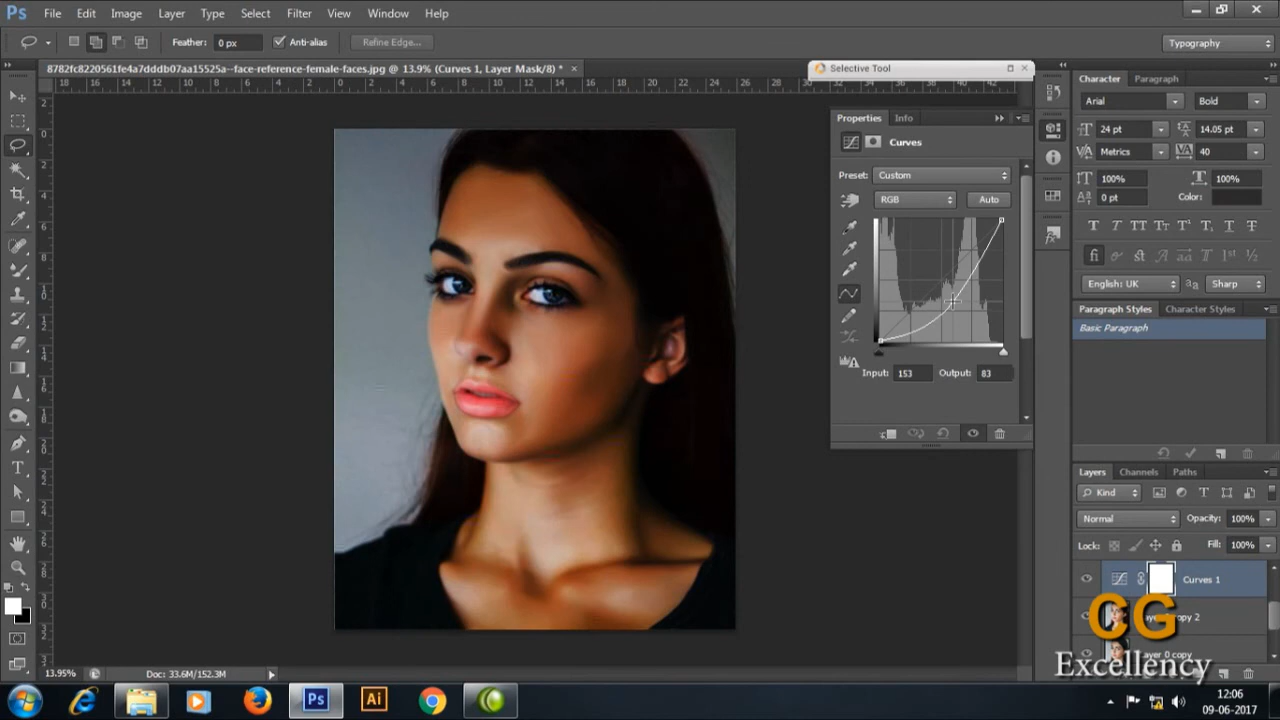 Ps File Edit Image Layer Type Select Filter View Window Help
Feather: 0 px Anti-alias Refine Edge... Typography
8782fc8220561fe4a7dddb07aa15525a--face-reference-female-faces.jpg @ 13.9% (Curves 1, Layer Mask/8) *
Selective Tool
Properties Info
Curves
Preset: Custom
RGB Auto
Input: 153 Output: 83
Character Paragraph
Arial Bold
24 pt 14.05 pt
Metrics 40
100% 100%
0 pt Color:
English: UK Sharp
Paragraph Styles Character Styles
Basic Paragraph
Layers Channels Paths
Kind
Normal Opacity: 100%
Lock: Fill: 100%
Curves 1
copy 2
Layer 0 copy
CG
Excellency
13.95% Doc: 33.6M/152.3M
Ps Ai
12:06
09-06-2017